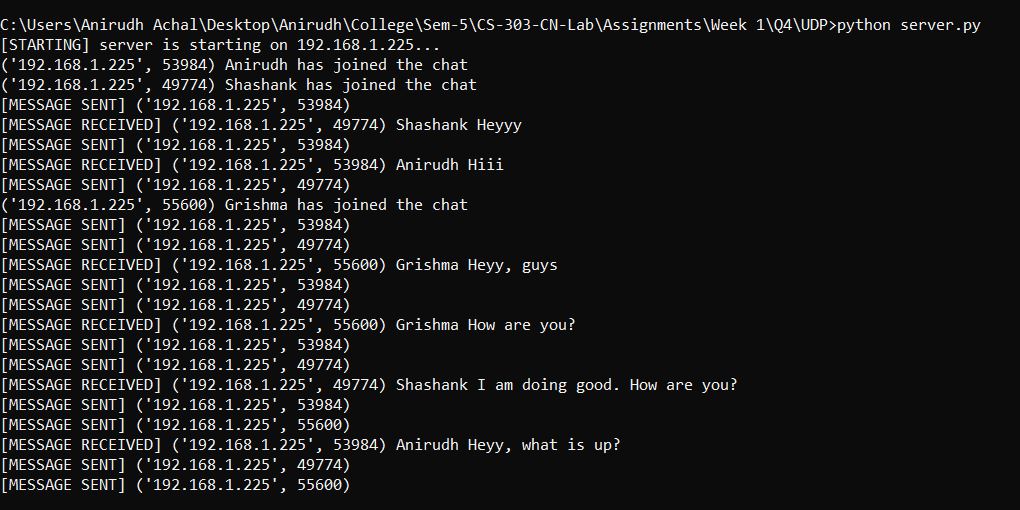 C:\Users\Anirudh Achal\Desktop\Anirudh\College\Sem-5\CS-303-CN-Lab\Assignments\Week 1\Q4\UDP>python server.py
[STARTING] server is starting on 192.168.1.225...
('192.168.1.225', 53984) Anirudh has joined the chat
('192.168.1.225', 49774) Shashank has joined the chat
[MESSAGE SENT] ('192.168.1.225', 53984)
[MESSAGE RECEIVED] ('192.168.1.225', 49774) Shashank Heyyy
[MESSAGE SENT] ('192.168.1.225', 53984)
[MESSAGE RECEIVED] ('192.168.1.225', 53984) Anirudh Hiii
[MESSAGE SENT] ('192.168.1.225', 49774)
('192.168.1.225', 55600) Grishma has joined the chat
[MESSAGE SENT] ('192.168.1.225', 53984)
[MESSAGE SENT] ('192.168.1.225', 49774)
[MESSAGE RECEIVED] ('192.168.1.225', 55600) Grishma Heyy, guys
[MESSAGE SENT] ('192.168.1.225', 53984)
[MESSAGE SENT] ('192.168.1.225', 49774)
[MESSAGE RECEIVED] ('192.168.1.225', 55600) Grishma How are you?
[MESSAGE SENT] ('192.168.1.225', 53984)
[MESSAGE SENT] ('192.168.1.225', 49774)
[MESSAGE RECEIVED] ('192.168.1.225', 49774) Shashank I am doing good. How are you?
[MESSAGE SENT] ('192.168.1.225', 53984)
[MESSAGE SENT] ('192.168.1.225', 55600)
[MESSAGE RECEIVED] ('192.168.1.225', 53984) Anirudh Heyy, what is up?
[MESSAGE SENT] ('192.168.1.225', 49774)
[MESSAGE SENT] ('192.168.1.225', 55600)